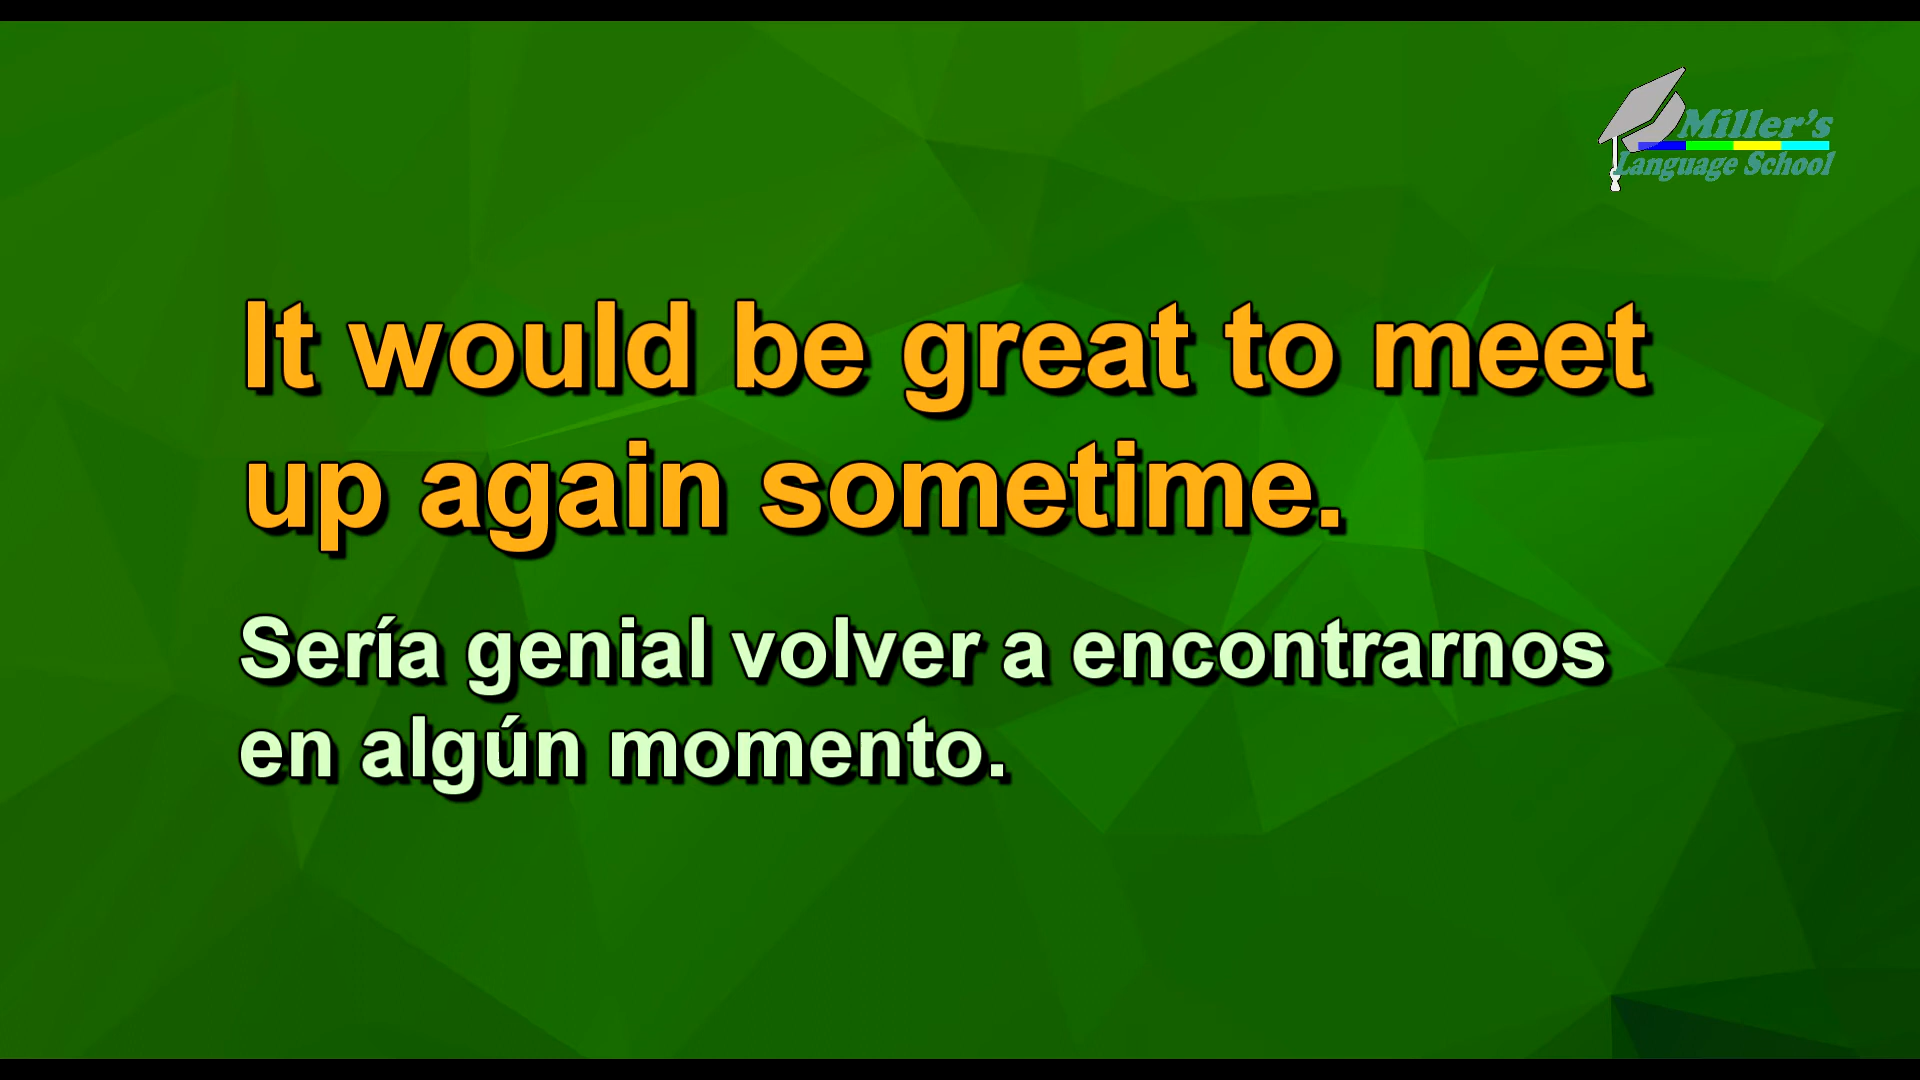 Miller's
Language School
It would be great to meet
up again sometime.
Sería genial volver a encontrarnos
en algún momento.